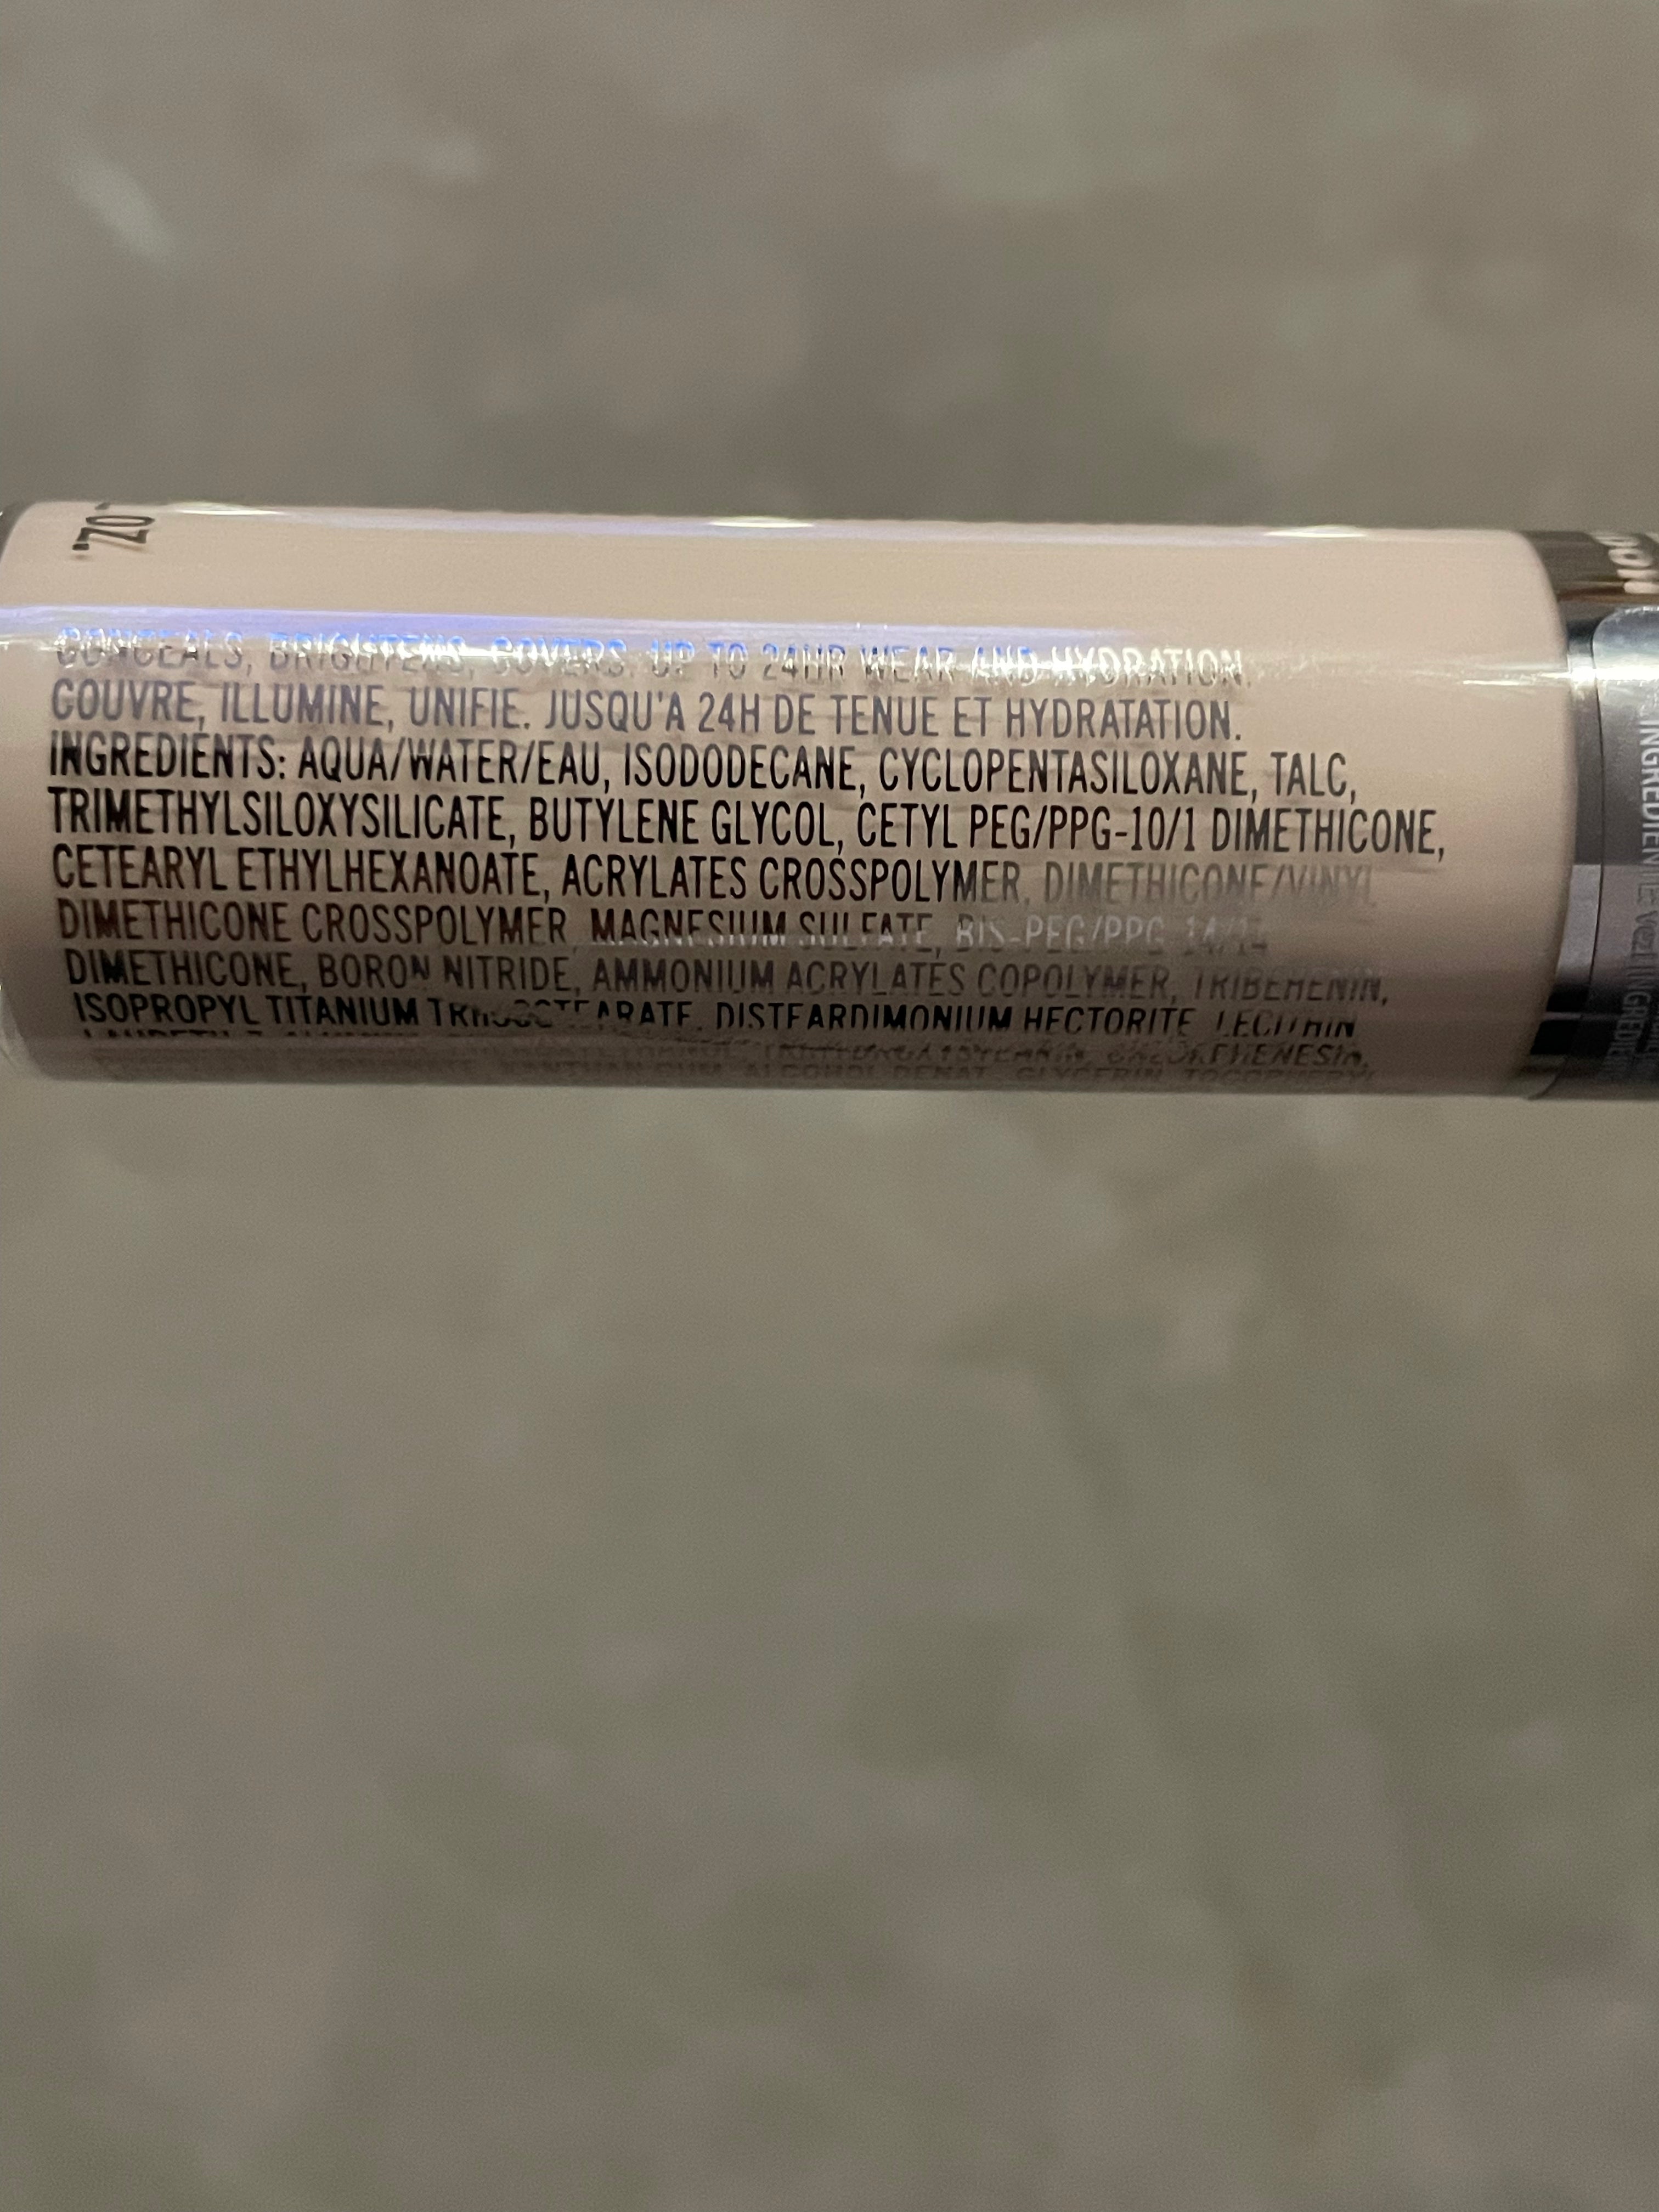 OZ.
CONCEALS, BRIGHTENS, COVERS. UP TO 24HR WEAR AND HYDRATION.
COUVRE, ILLUMINE, UNIFIE. JUSQU'A 24H DE TENUE ET HYDRATATION.
INGREDIENTS: AQUA/WATER/EAU, ISODODECANE, CYCLOPENTASILOXANE, TALC,
TRIMETHYLSILOXYSILICATE, BUTYLENE GLYCOL, CETYL PEG/PPG-10/1 DIMETHICONE,
CETEARYL ETHYLHEXANOATE, ACRYLATES CROSSPOLYMER, DIMETHICONE/VINYL
DIMETHICONE CROSSPOLYMER, MAGNESIUM SULFATE, BIS-PEG/PPG-14/14
DIMETHICONE, BORON NITRIDE, AMMONIUM ACRYLATES COPOLYMER, TRIBEHENIN,
ISOPROPYL TITANIUM TRIISOSTEARATE, DISTEARDIMONIUM HECTORITE, LECITHIN,
XANTHAN GUM, ALCOHOL DENAT., GLYCERIN, TOCOPHERYL